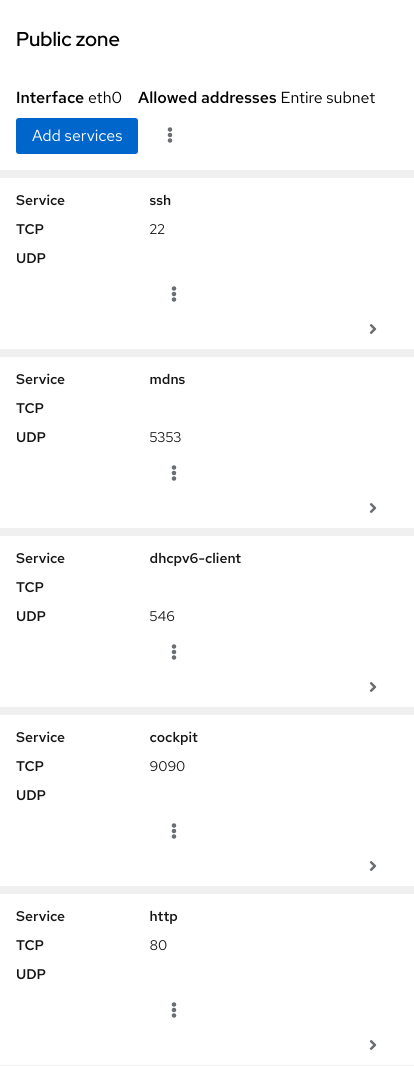 Public zone
Interface eth0 Allowed addresses Entire subnet
Add services
Service ssh
TCP 22
UDP
Service mdns
TCP
UDP 5353
Service dhcpv6-client
TCP
UDP 546
Service cockpit
TCP 9090
UDP
Service http
TCP 80
UDP